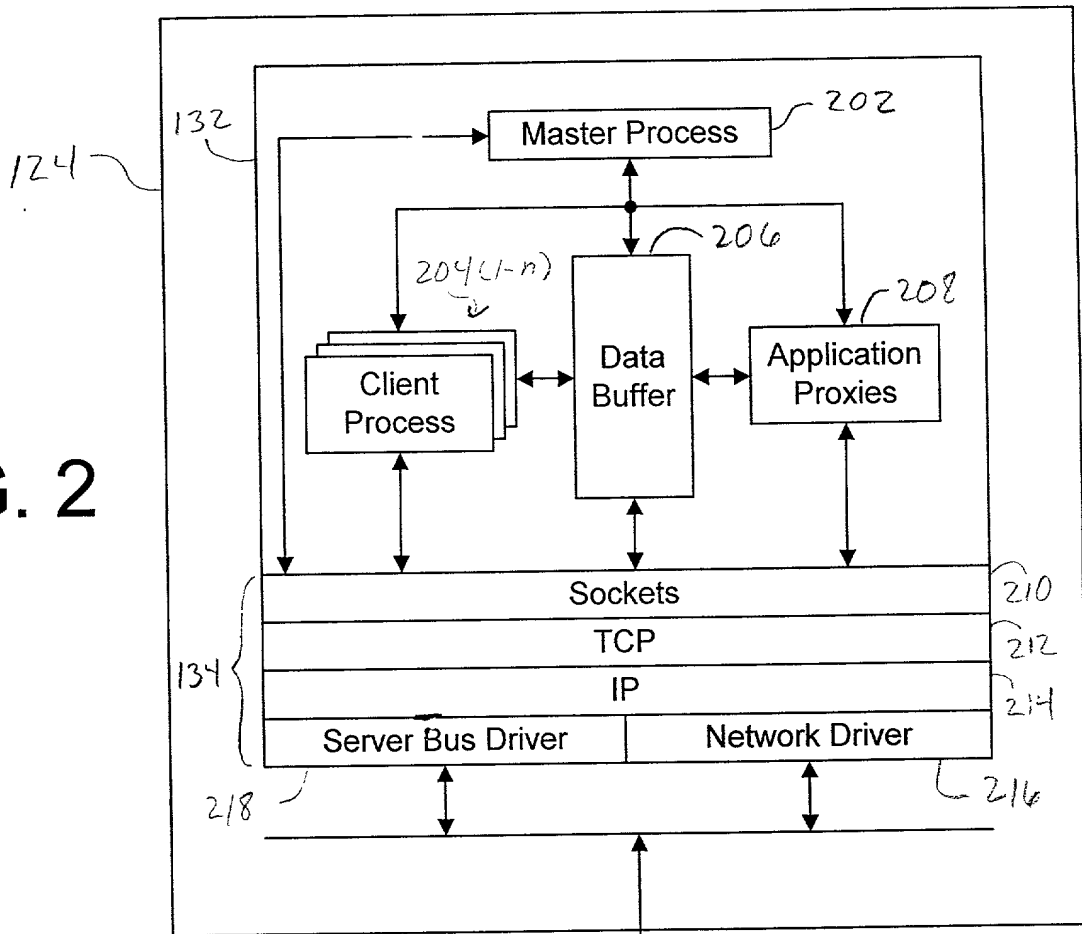 202
Master Process
132
124
206
204(1-n)
208
Data
Buffer
Application
Proxies
Client
Process
G. 2
Sockets
210
TCP
212
134
IP
214
Server Bus Driver
Network Driver
218
216